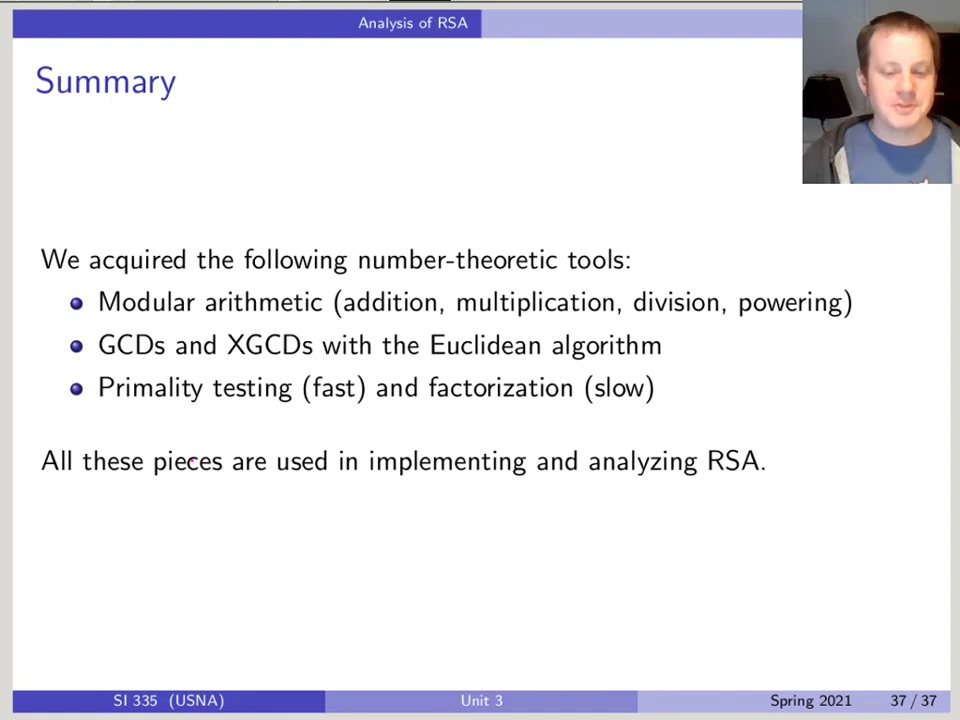 Analysis of RSA
Summary
We acquired the following number-theoretic tools:
Modular arithmetic (addition, multiplication, division, powering)
GCDs and XGCDs with the Euclidean algorithm
Primality testing (fast) and factorization (slow)
All these pieces are used in implementing and analyzing RSA.
SI 335 (USNA) Unit 3 Spring 2021 37 / 37